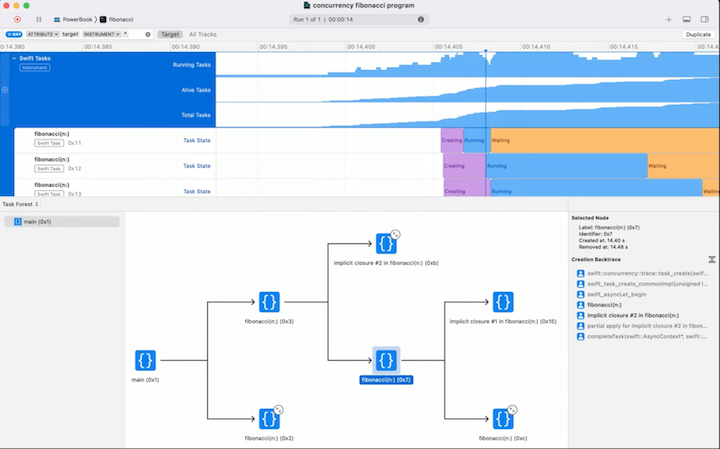 concurrency fibonacci program
PowerBook
fibonacci
Run 1 of 1 | 00:00:14
ANY
ATTRIBUTE
target
INSTRUMENT
Target
All Tracks
Duplicate
00:14.380
00:14.390
00:14.395
00:14.400
00:14.405
00:14.410
00:14.415
00:14.4
Swift Tasks
Instrument
Running Tasks
Alive Tasks
Total Tasks
fibonacci(n:)
Swift Task 0x11
Task State
Creating
Running
Waiting
fibonacci(n:)
Swift Task 0x12
Task State
Creating
Running
Waiting
fibonacci(n:)
Swift Task 0x13
Task State
Creating
Running
Waiting
Task Forest
main (0x1)
implicit closure #2 in fibonacci(n:) (0xb)
fibonacci(n:) (0x3)
implicit closure #1 in fibonacci(n:) (0x15)
main (0x1)
fibonacci(n:) (0x7)
fibonacci(n:) (0x2)
fibonacci(n:) (0xc)
Selected Node
Label: fibonacci(n:) (0x7)
Identifier: 0x7
Created at: 14.40 s
Removed at: 14.48 s
Creation Backtrace
swift::concurrency::trace::task_create(swif...
swift_task_create_commonImpl(unsigned l...
swift_asyncLet_begin
fibonacci(n:)
implicit closure #2 in fibonacci(n:)
partial apply for implicit closure #2 in fibon...
completeTask(swift::AsyncContext*, swift::...